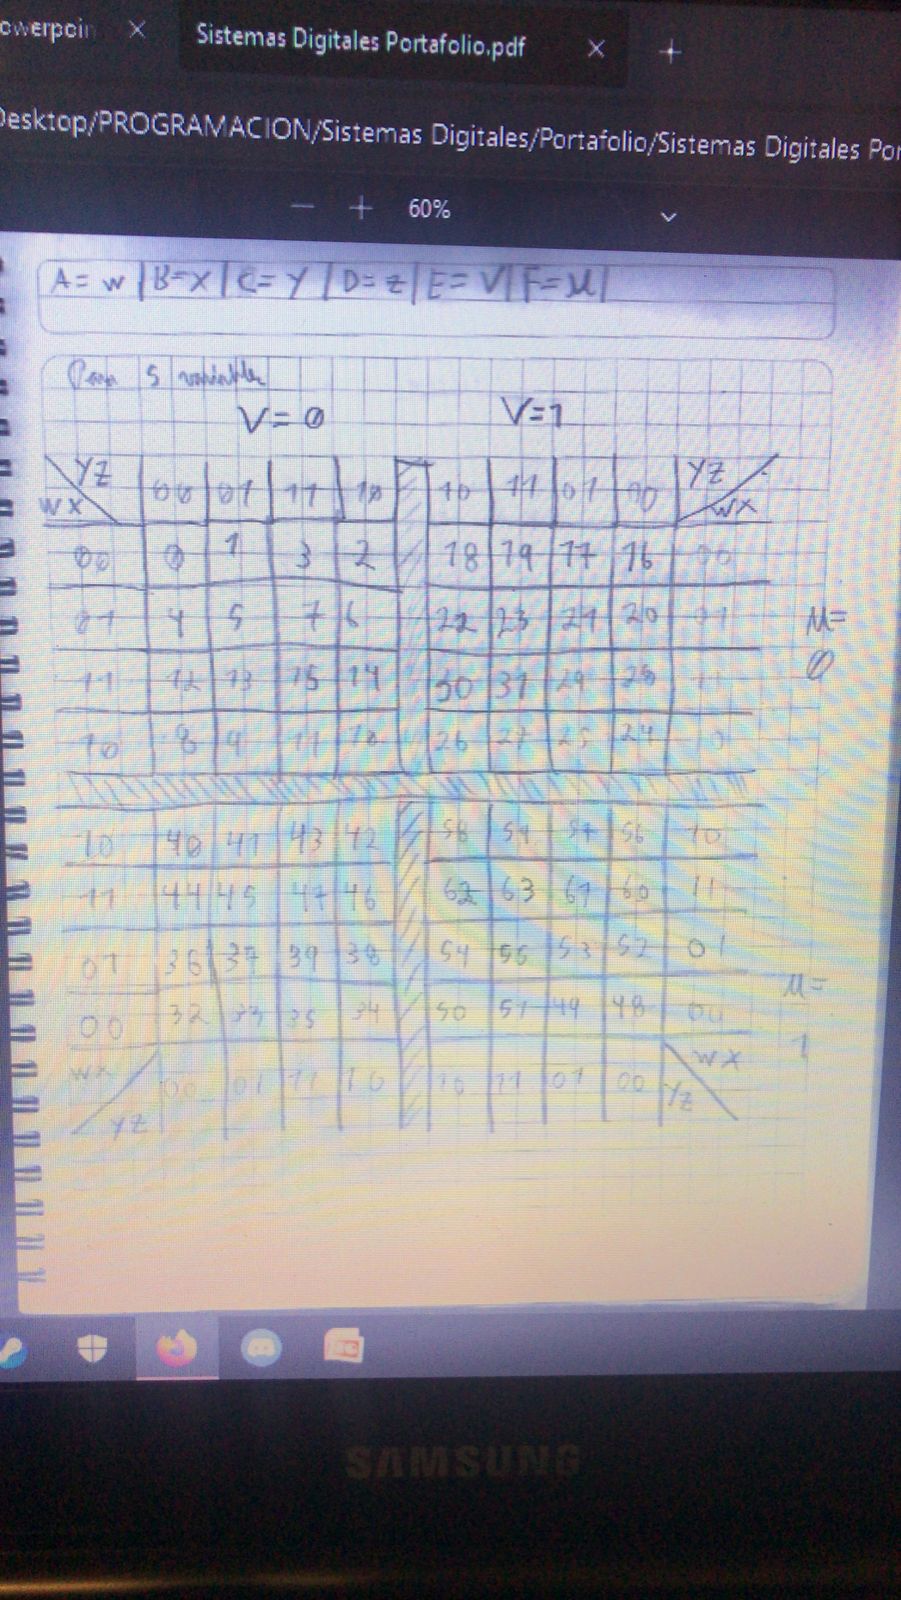 owerpoin × Sistemas Digitales Portafolio.pdf × +
Desktop/PROGRAMACION/Sistemas Digitales/Portafolio/Sistemas Digitales Por
— + 60%
A = w | B = X | C = Y | D = Z | E = V | F = U |
Para 5 variables
V = 0 V=1
YZ WX 00 01 11 10 10 11 01 00 YZ WX
00 0 1 3 2 18 19 17 16 00
01 4 5 7 6 22 23 21 20 01
11 12 13 15 14 30 31 29 28 11
10 8 9 11 10 26 27 25 24
U= 0
10 40 41 43 42 58 59 57 56 10
11 44 45 47 46 62 63 61 60 11
01 36 37 39 38 54 55 53 52 01
00 32 33 35 34 50 51 49 48 00
U= 1
WX YZ 00 01 11 10 10 11 01 00 WX YZ
SAMSUNG